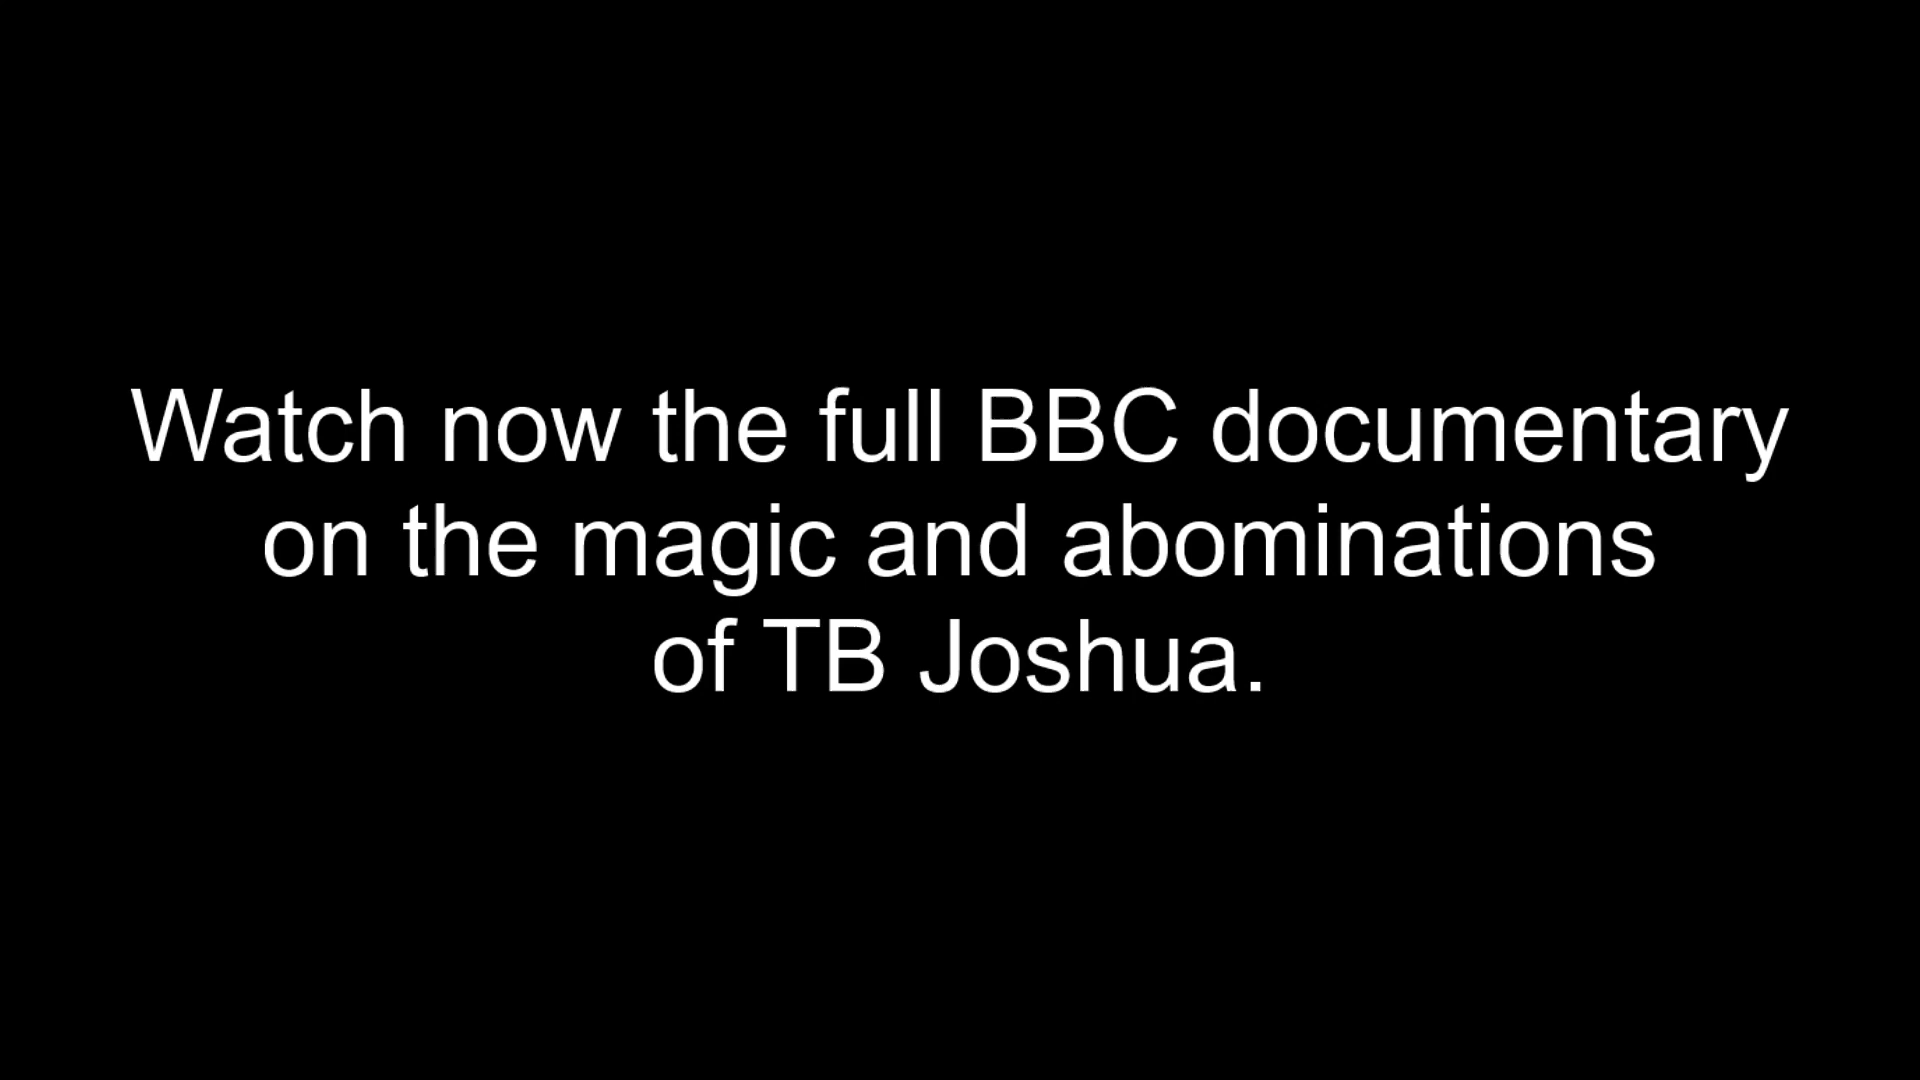 Watch now the full BBC documentary
on the magic and abominations
of TB Joshua.